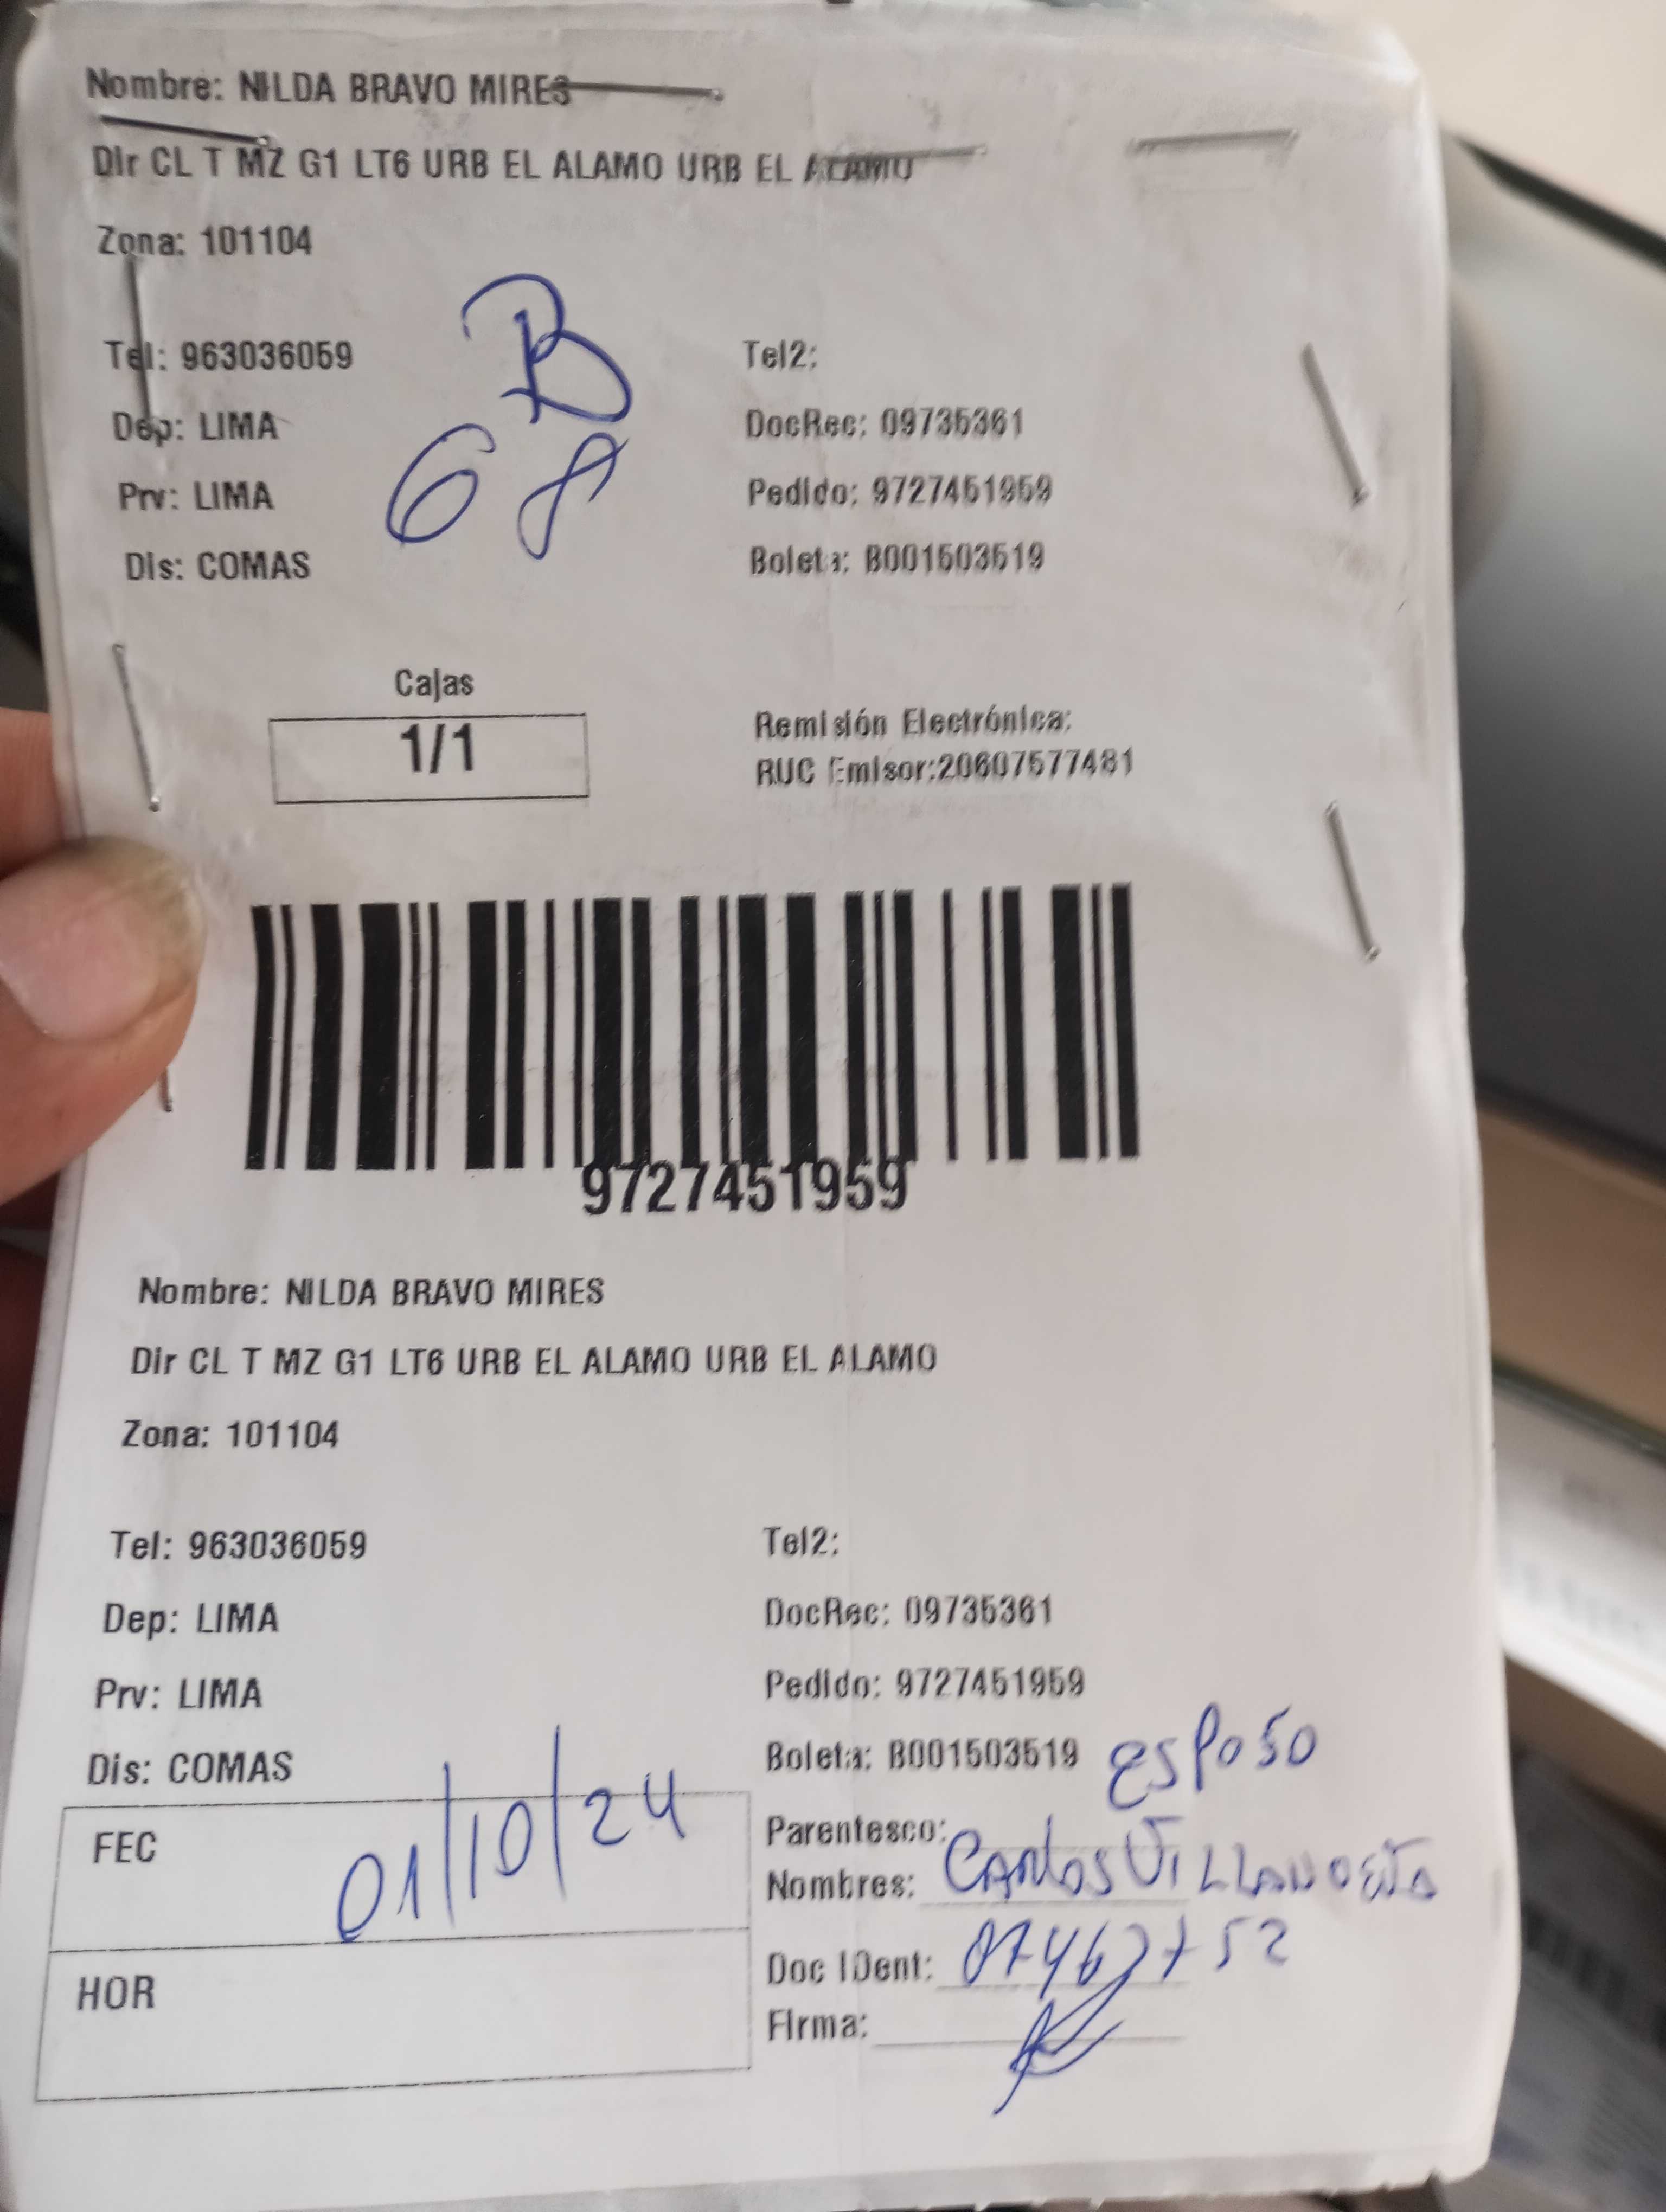 Nombre: NILDA BRAVO MIRES
Dir CL T MZ G1 LT6 URB EL ALAMO URB EL ALAMO
Zona: 101104
B
68
Tel: 963036059
Tel2:
Dep: LIMA
DocRec: 09735361
Prv: LIMA
Pedido: 9727451959
Dis: COMAS
Boleta: B001503519
Cajas
1/1
Remisión Electrónica:
RUC Emisor:20607577481
9727451959
Nombre: NILDA BRAVO MIRES
Dir CL T MZ G1 LT6 URB EL ALAMO URB EL ALAMO
Zona: 101104
Tel: 963036059
Tel2:
Dep: LIMA
DocRec: 09735361
Prv: LIMA
Pedido: 9727451959
Dis: COMAS
Boleta: B001503519
FEC 01/10/24
Parentesco: esposo
Nombres: Carlos
HOR
Doc IDent:
Firma: